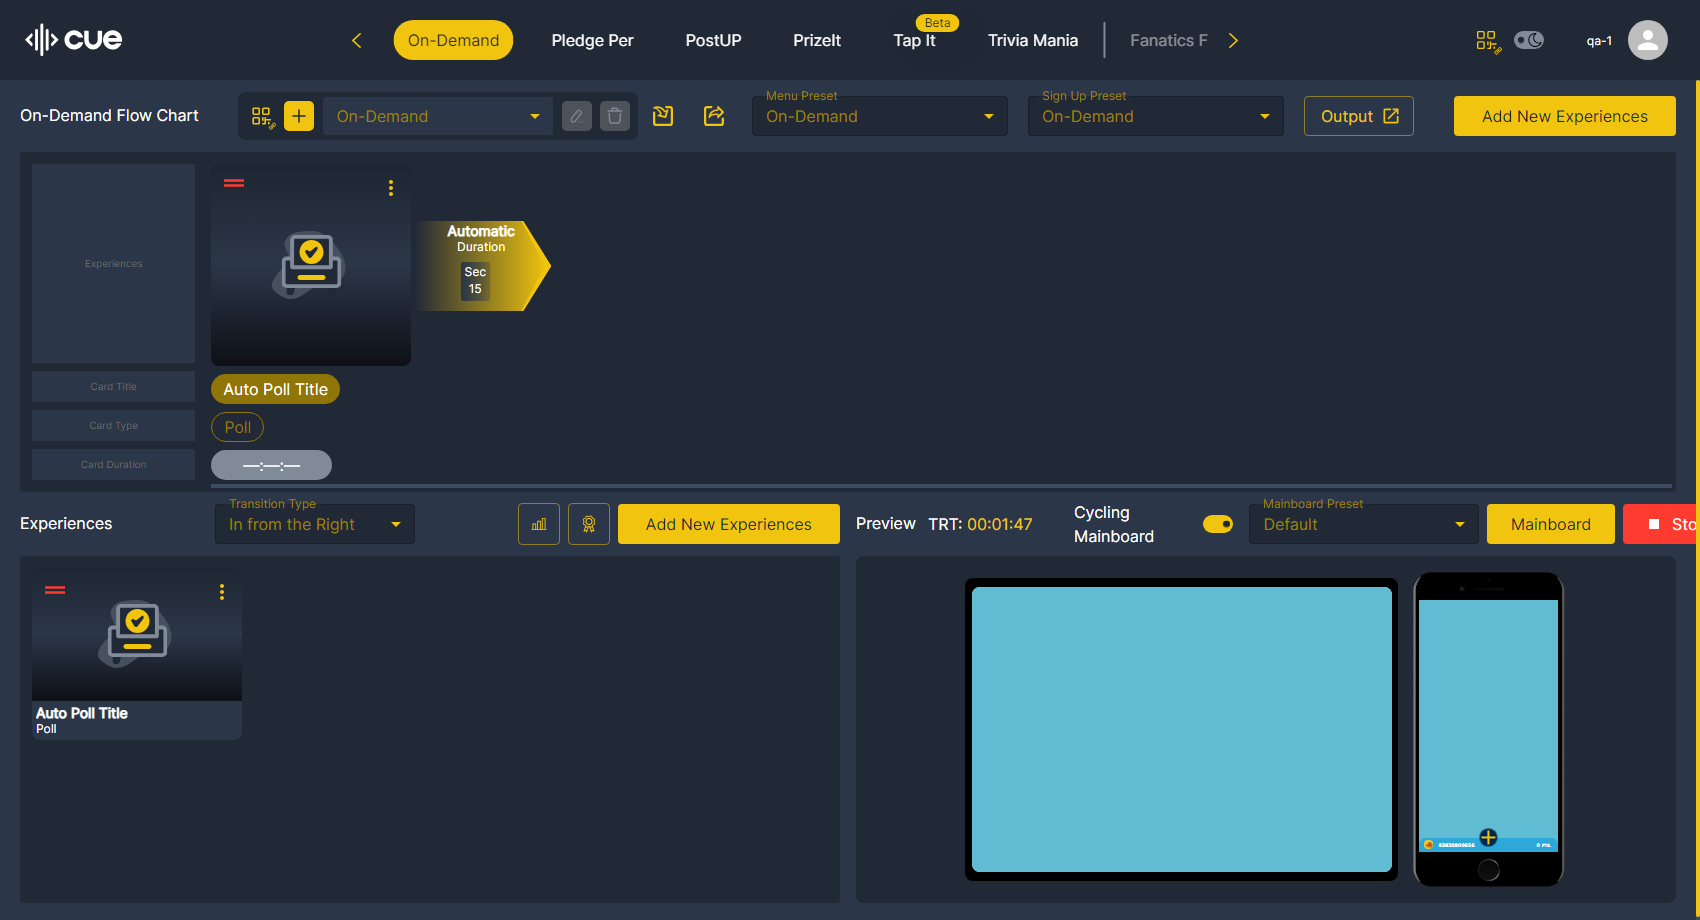 cue
On-Demand
Pledge Per
PostUP
PrizeIt
Beta
Tap It
Trivia Mania
Fanatics F
qa-1
On-Demand Flow Chart
On-Demand
Menu Preset
On-Demand
Sign Up Preset
On-Demand
Output
Add New Experiences
Experiences
Automatic
Duration
Sec
15
Card Title
Auto Poll Title
Card Type
Poll
Card Duration
—:—:—
Experiences
Transition Type
In from the Right
Add New Experiences
Preview
TRT: 00:01:47
Cycling
Mainboard
Mainboard Preset
Default
Mainboard
Sto
Auto Poll Title
Poll
0 PTS.